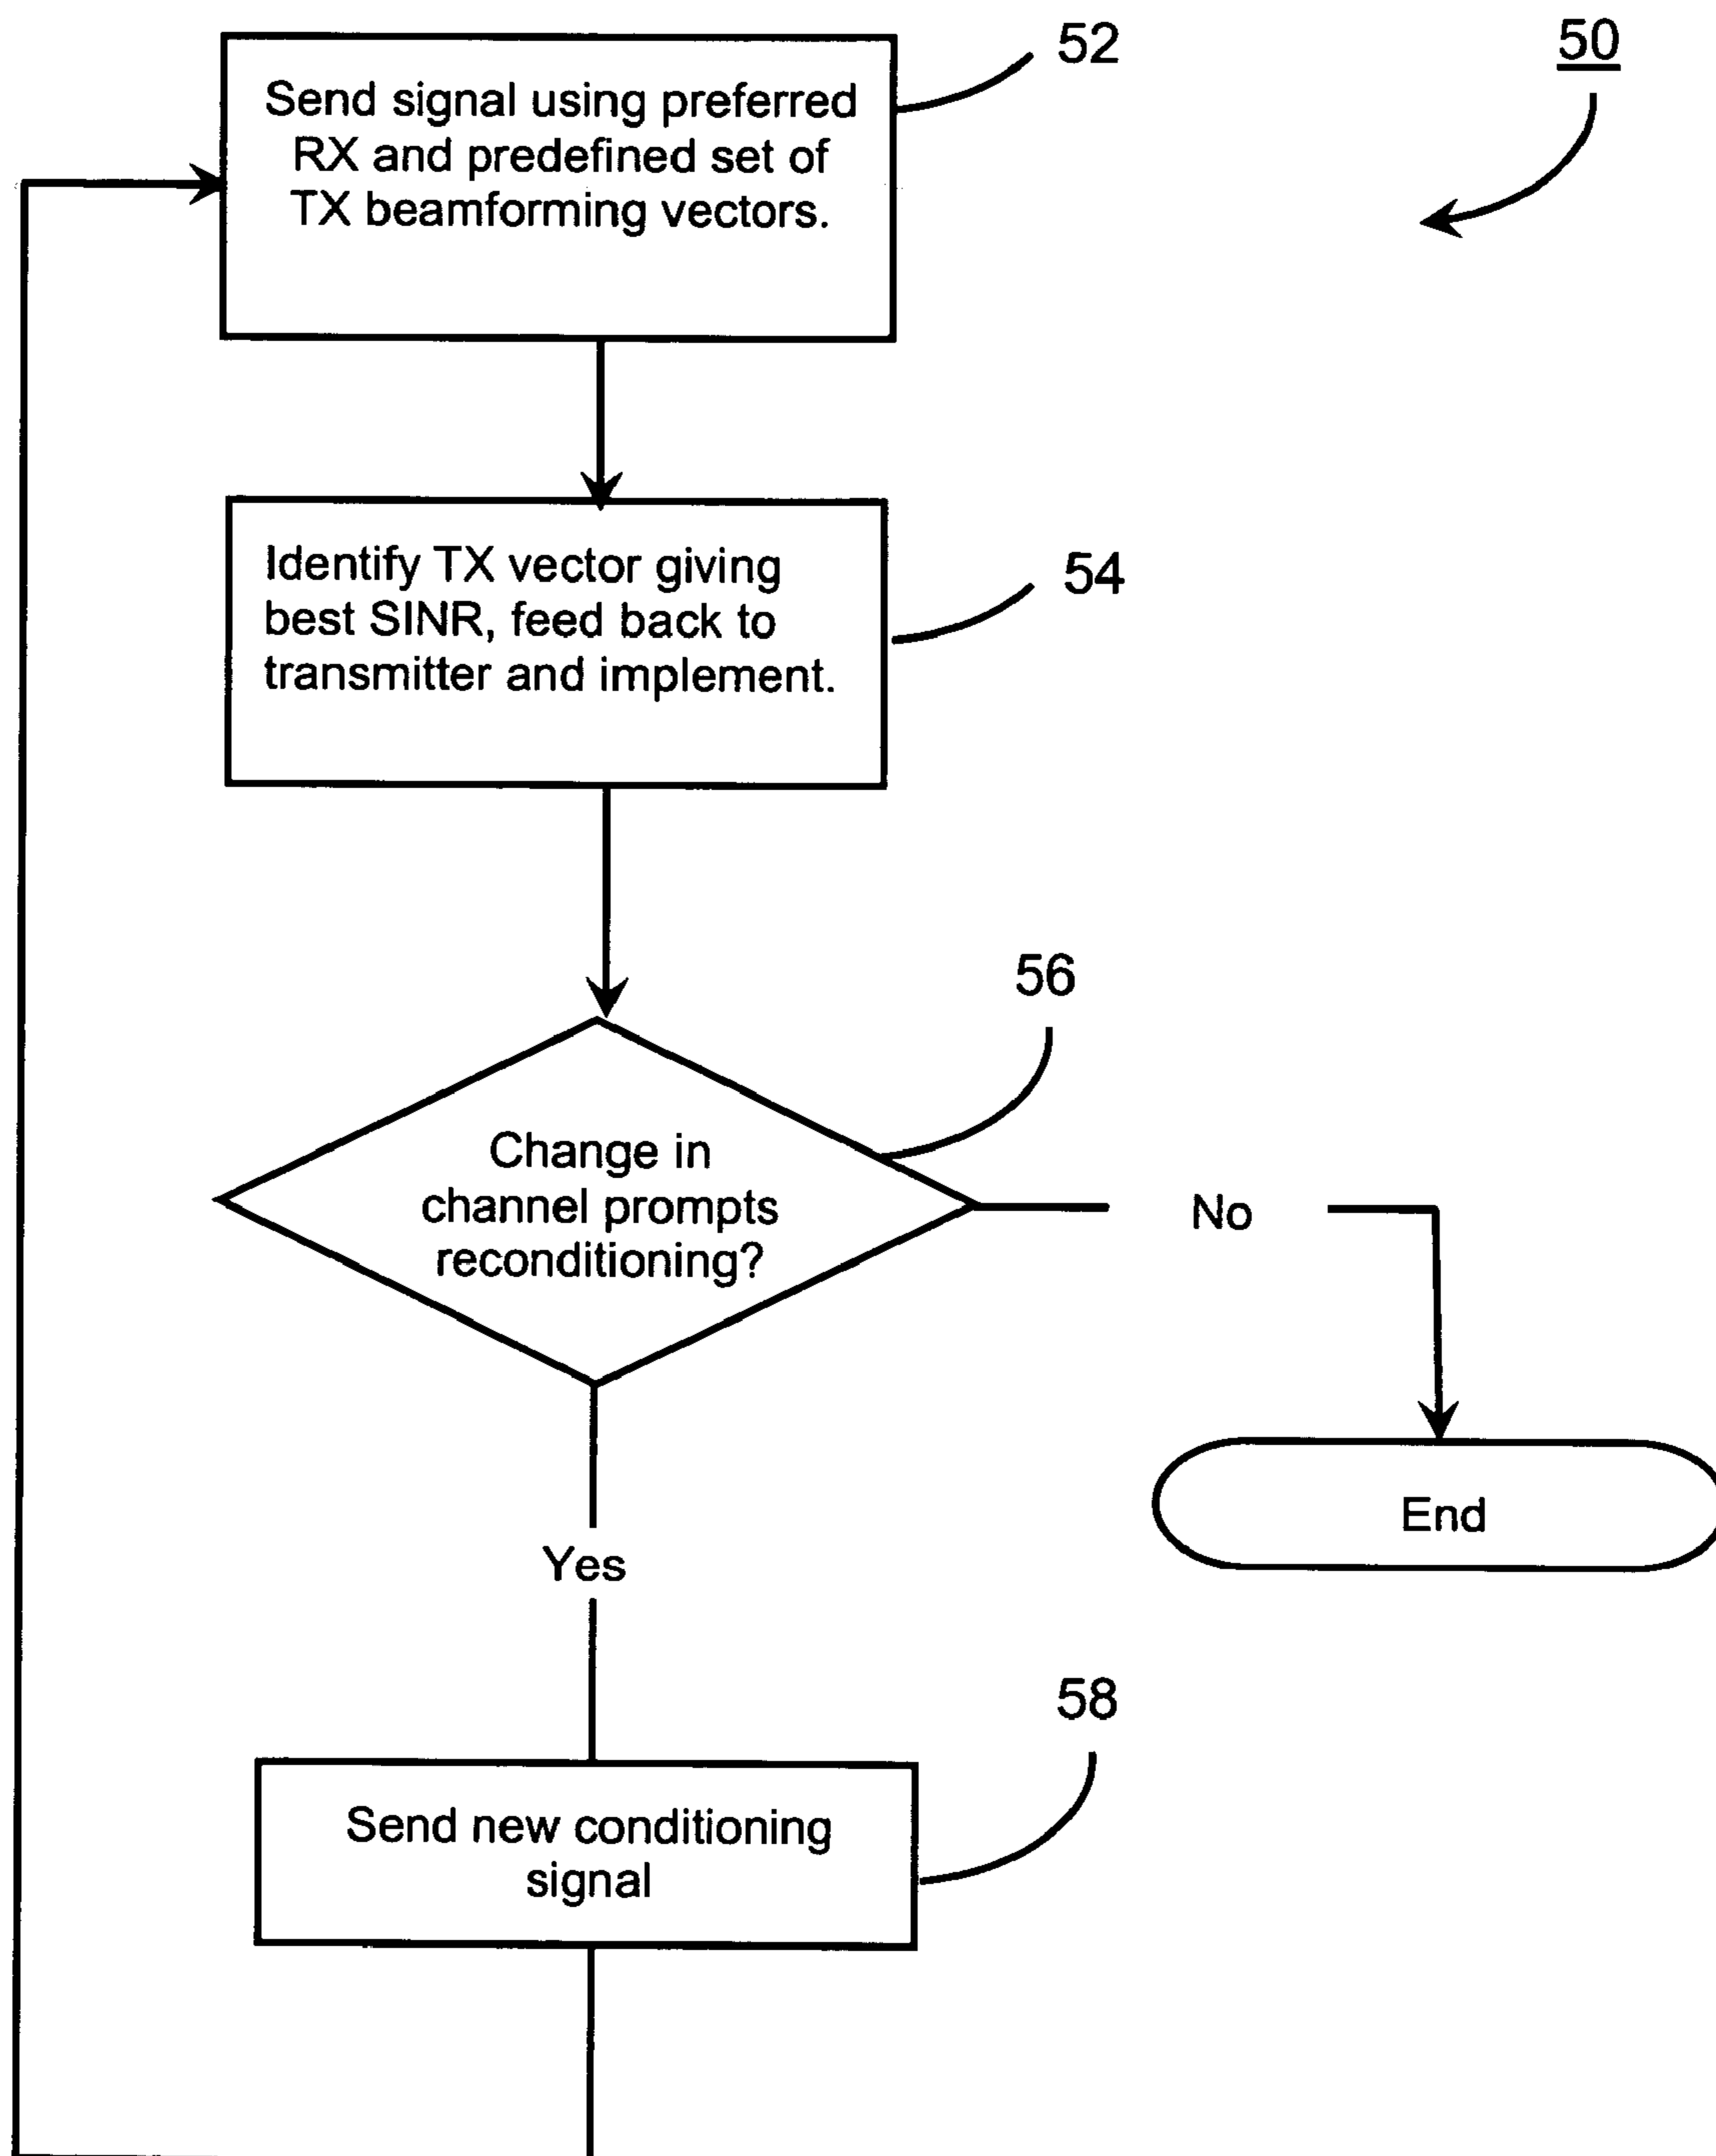 52
50
Send signal using preferred
RX and predefined set of
TX beamforming vectors.
Identify TX vector giving
best SINR, feed back to
transmitter and implement.
54
56
Change in
channel prompts
reconditioning?
No
End
Yes
58
Send new conditioning
signal